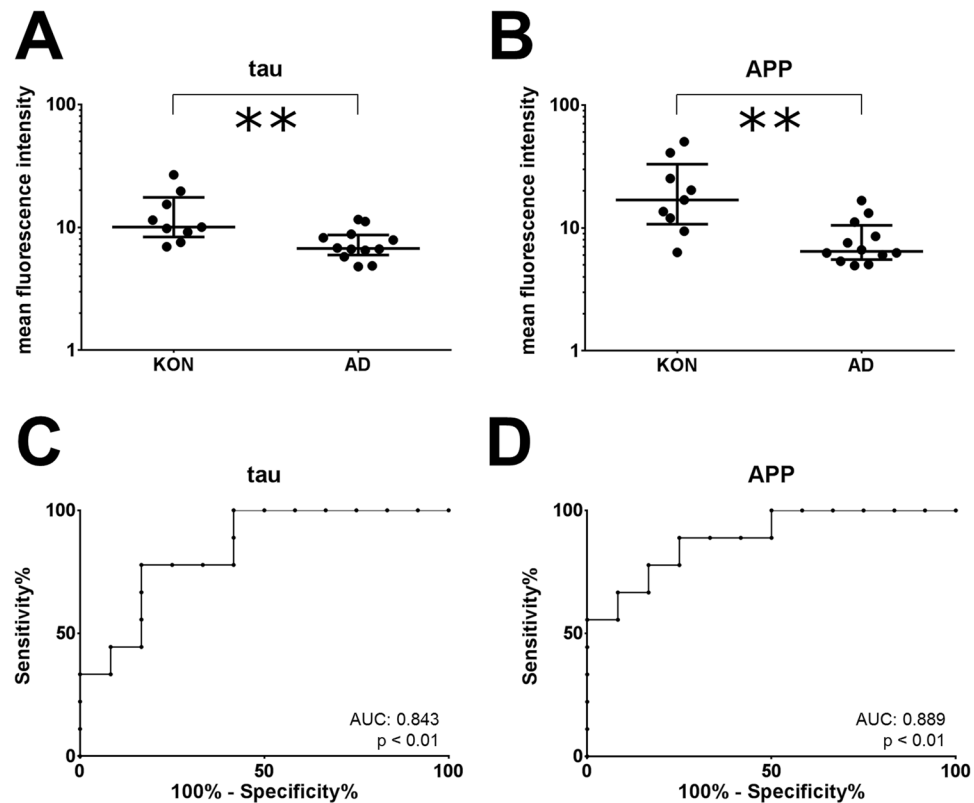 A
B
tau
APP
**
**
mean fluorescence intensity
100
10
1
KON
AD
mean fluorescence intensity
100
10
1
KON
AD
C
D
tau
APP
Sensitivity%
100
50
0
AUC: 0.843
p < 0.01
0
50
100
100% - Specificity%
Sensitivity%
100
50
0
AUC: 0.889
p < 0.01
0
50
100
100% - Specificity%